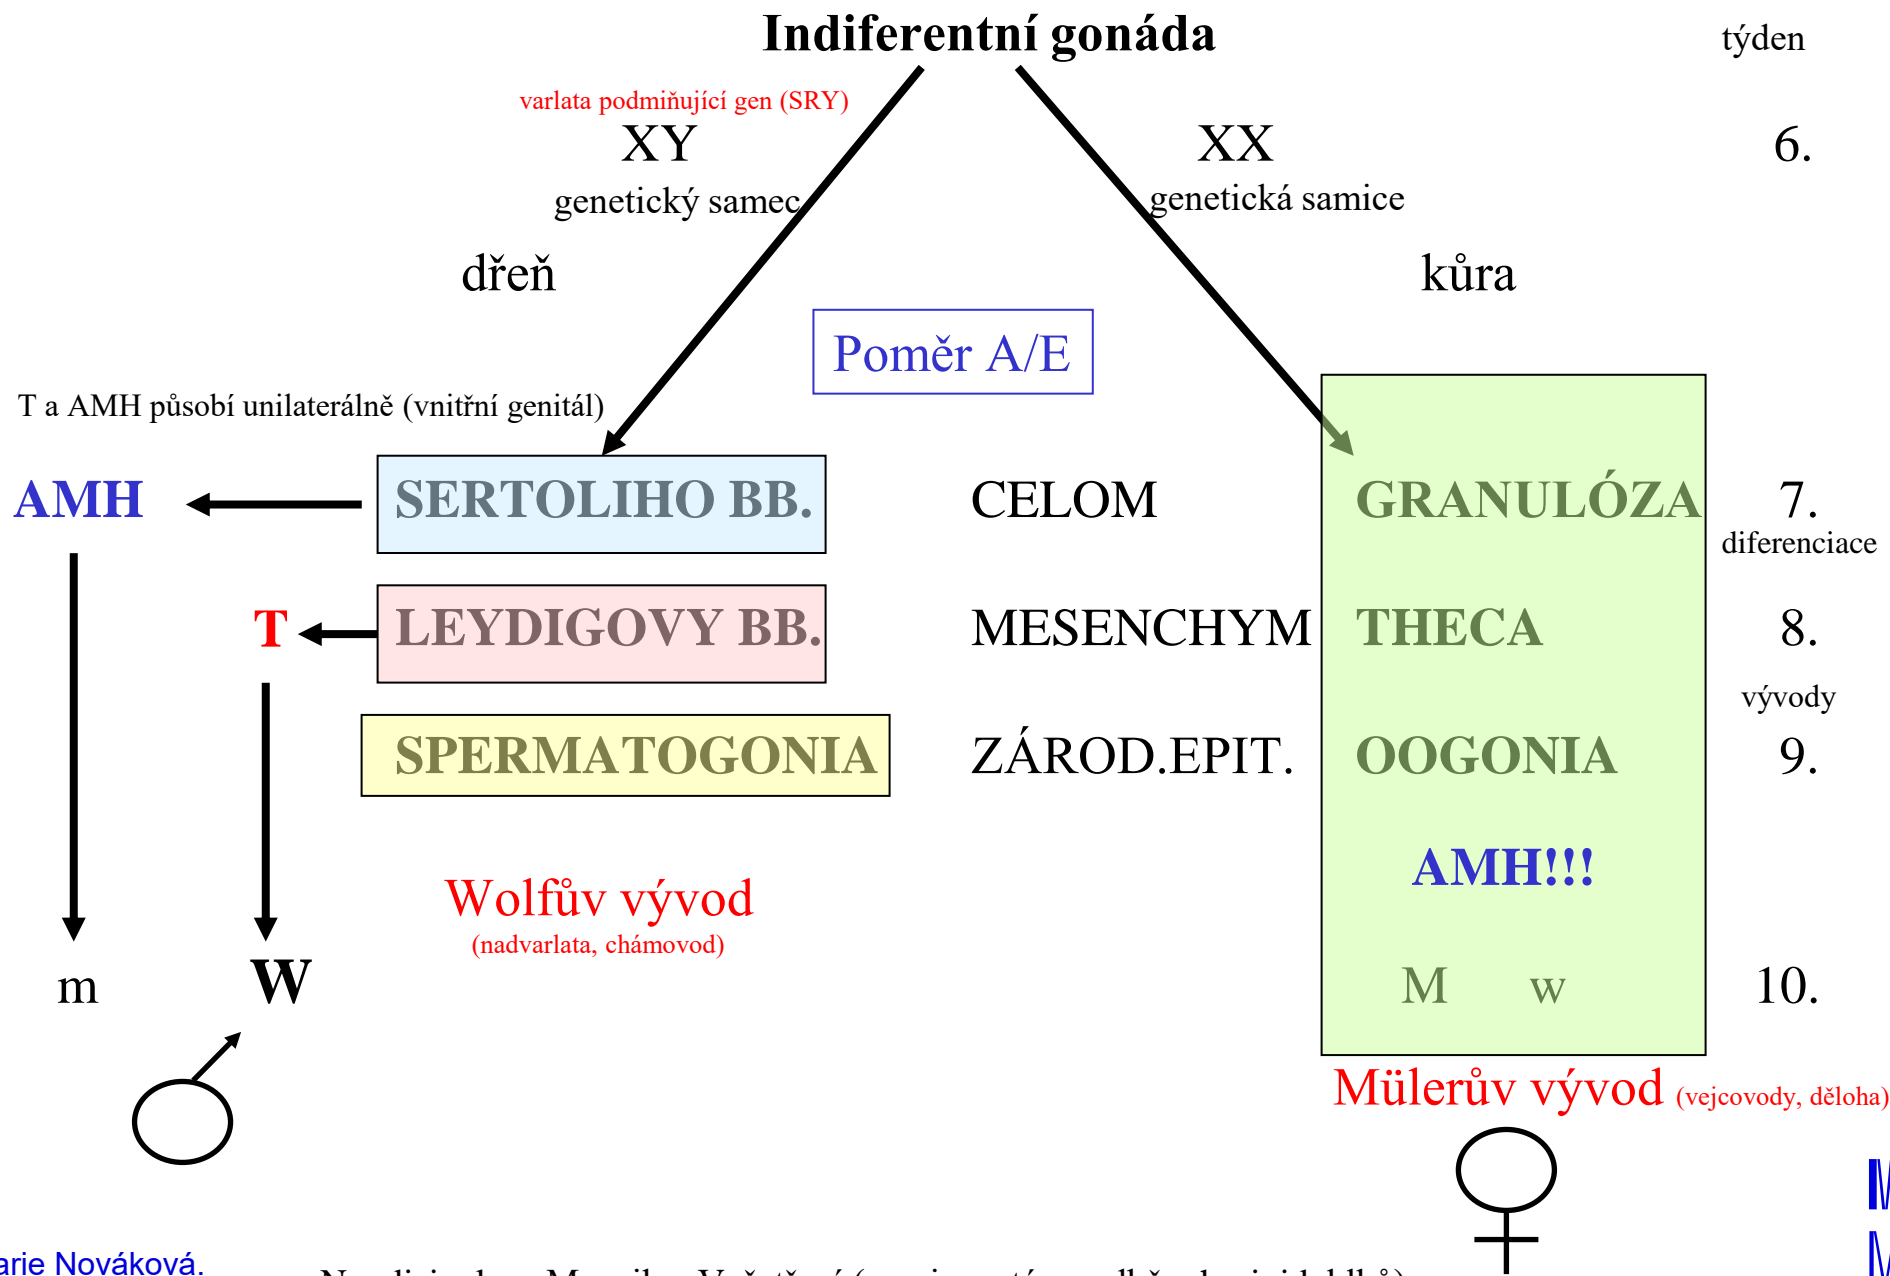 Indiferentní gonáda
týden
varlata podmiňující gen (SRY)
XY
XX
6.
genetický samec
genetická samice
dřeň
kůra
Poměr A/E
T a AMH působí unilaterálně (vnitřní genitál)
AMH
SERTOLIHO BB.
CELOM
GRANULÓZA
7.
diferenciace
T
LEYDIGOVY BB.
MESENCHYM
THECA
8.
vývody
SPERMATOGONIA
ZÁROD.EPIT.
OOGONIA
9.
AMH!!!
Wolfův vývod
(nadvarlata, chámovod)
m
W
M w
10.
Mülerův vývod (vejcovody, děloha)
Nováková.